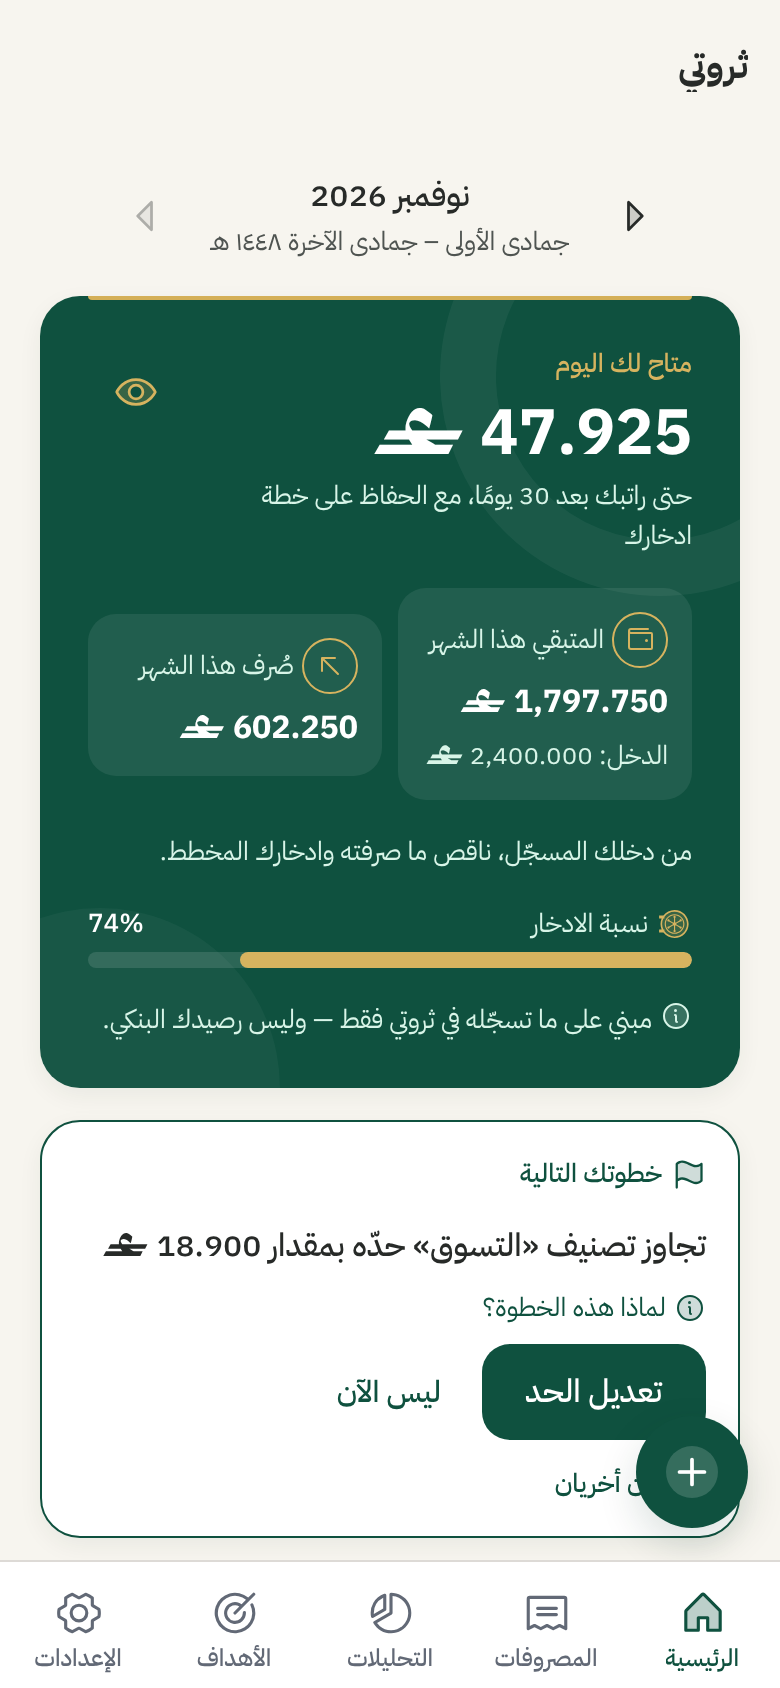 ثروتي
نوفمبر 2026
جمادى الأولى – جمادى الآخرة ١٤٤٨ هـ
متاح لك اليوم
47.925
حتى راتبك بعد 30 يومًا، مع الحفاظ على خطة
ادخارك
المتبقي هذا الشهر
1,797.750
الدخل: 2,400.000
صُرف هذا الشهر
602.250
من دخلك المسجّل، ناقص ما صرفته وادخارك المخطط.
نسبة الادخار
74%
مبني على ما تسجّله في ثروتي فقط — وليس رصيدك البنكي.
خطوتك التالية
تجاوز تصنيف «التسوق» حدّه بمقدار 18.900
لماذا هذه الخطوة؟
تعديل الحد
ليس الآن
أخريان
الرئيسية
المصروفات
التحليلات
الأهداف
الإعدادات